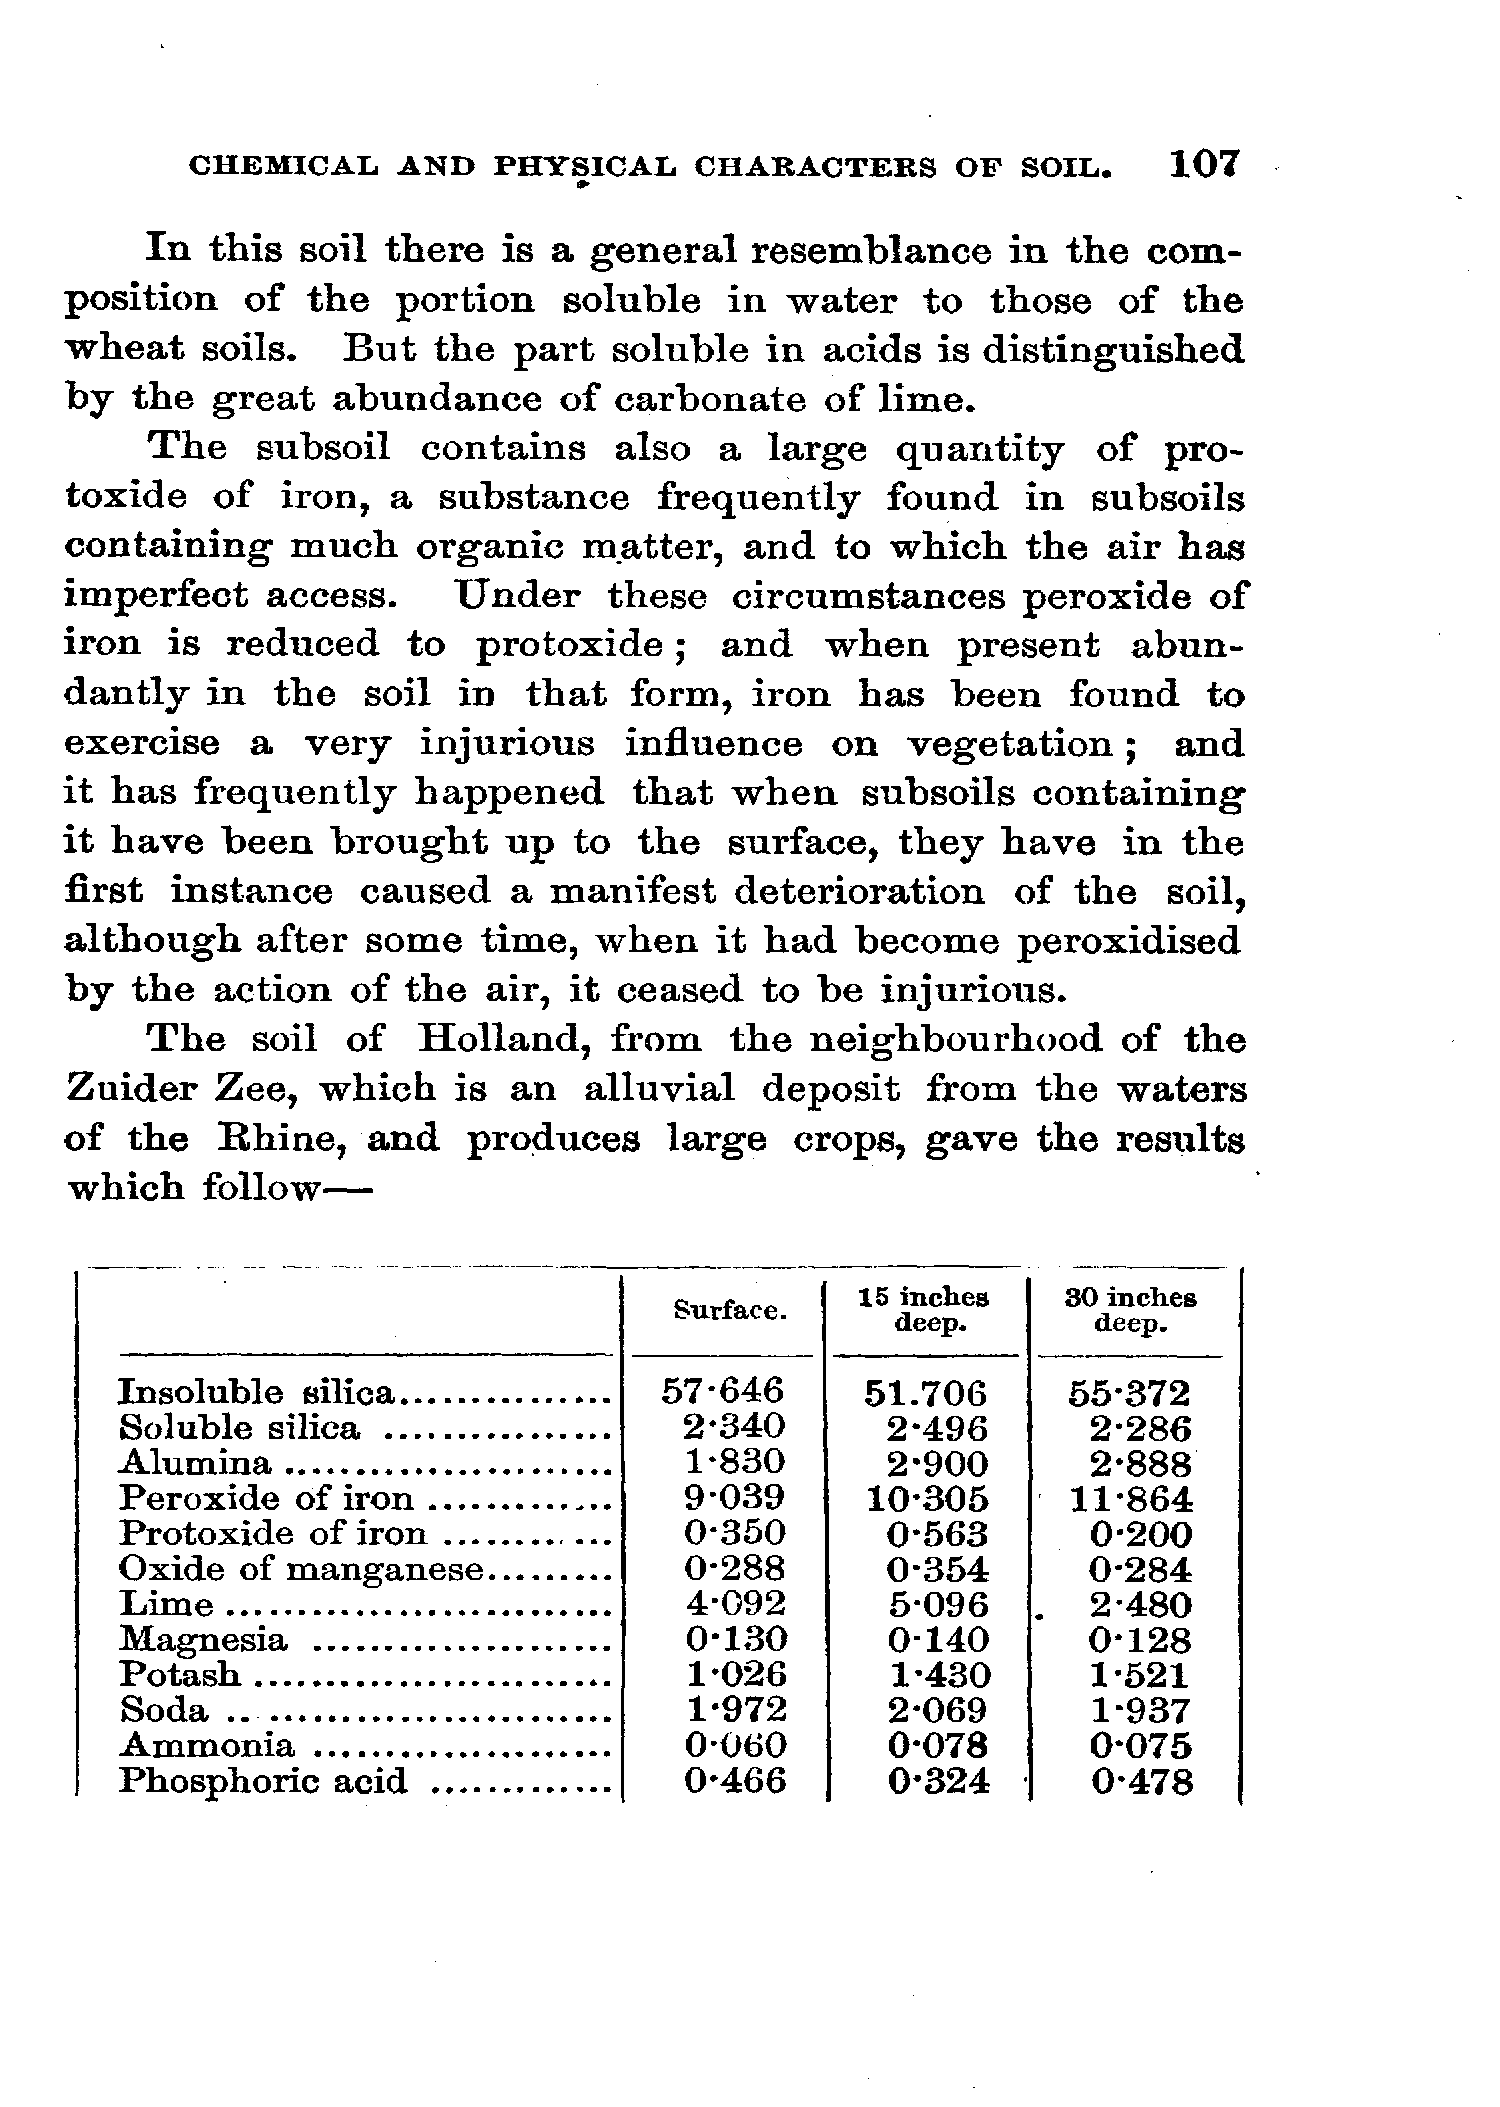 CHEMICAL AND PHYSICAL CHARACTERS OF SOIL. 107
In this soil there is a general resemblance in the com-
position of the portion soluble in water to those of the
wheat soils. But the part soluble in acids is distinguished
by the great abundance of carbonate of lime.
The subsoil contains also a large quantity of pro-
toxide of iron, a substance frequently found in subsoils
containing much organic matter, and to which the air has
imperfect access. Under these circumstances peroxide of
iron is reduced to protoxide ; and when present abun-
dantly in the soil in that form, iron has been found to
exercise a very injurious influence on vegetation ; and
it has frequently happened that when subsoils containing
it have been brought up to the surface, they have in the
first instance caused a manifest deterioration of the soil,
although after some time, when it had become peroxidised
by the action of the air, it ceased to be injurious.
The soil of Holland, from the neighbourhood of the
Zuider Zee, which is an alluvial deposit from the waters
of the Rhine, and produces large crops, gave the results
which follow—
Surface. 15 inches deep. 30 inches deep.
Insoluble silica............... 57·646 51.706 55·372
Soluble silica ................ 2·340 2·496 2·286
Alumina ....................... 1·830 2·900 2·888
Peroxide of iron ............. 9·039 10·305 11·864
Protoxide of iron ............ 0·350 0·563 0·200
Oxide of manganese......... 0·288 0·354 0·284
Lime ........................... 4·092 5·096 2·480
Magnesia ..................... 0·130 0·140 0·128
Potash ......................... 1·026 1·430 1·521
Soda .......................... 1·972 2·069 1·937
Ammonia ..................... 0·060 0·078 0·075
Phosphoric acid ............. 0·466 0·324 0·478